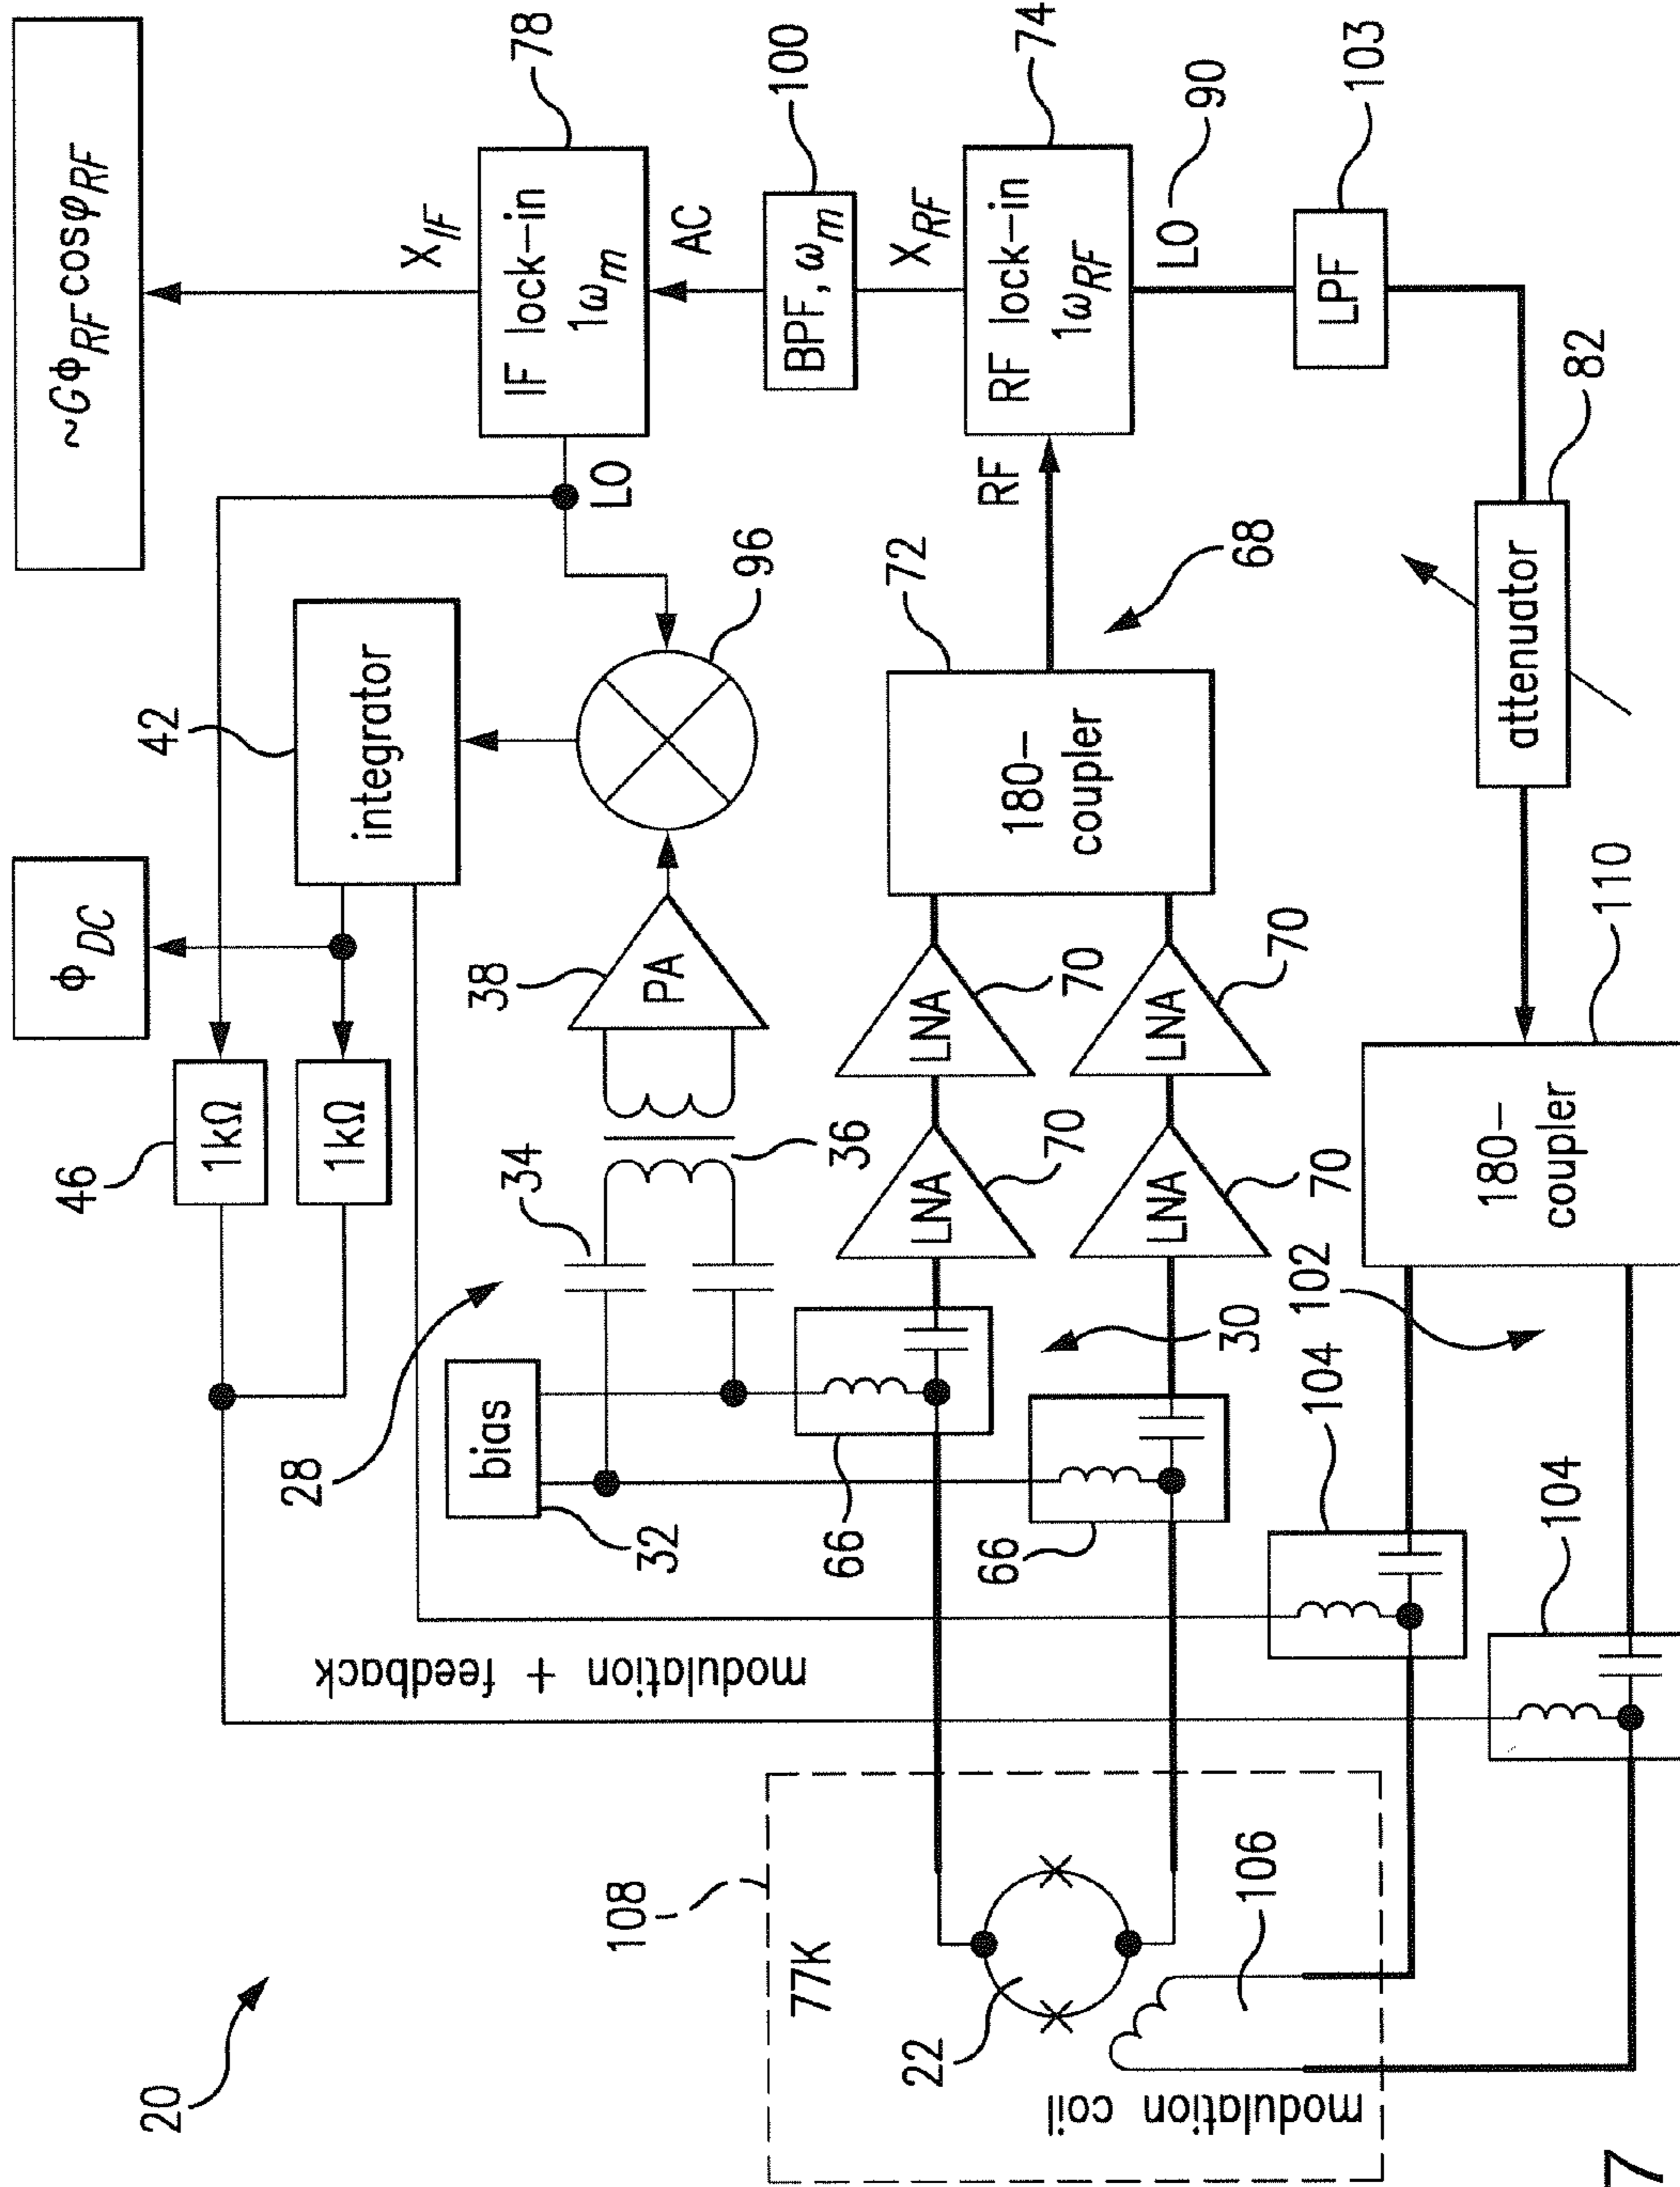 ~GΦRFcosφRF
ΦDC
XIF
78
IF lock-in
1ωm
LO
AC
100
BPF, ωm
XRF
74
RF lock-in
1ωRF
RF
LO
90
103
LPF
82
attenuator
42
integrator
96
46
1kΩ
1kΩ
38
PA
36
34
28
bias
32
72
180-
coupler
68
LNA
70
LNA
70
LNA
70
LNA
70
66
66
30
110
180-
coupler
102
104
104
modulation + feedback
108
77K
22
106
modulation coil
20
7